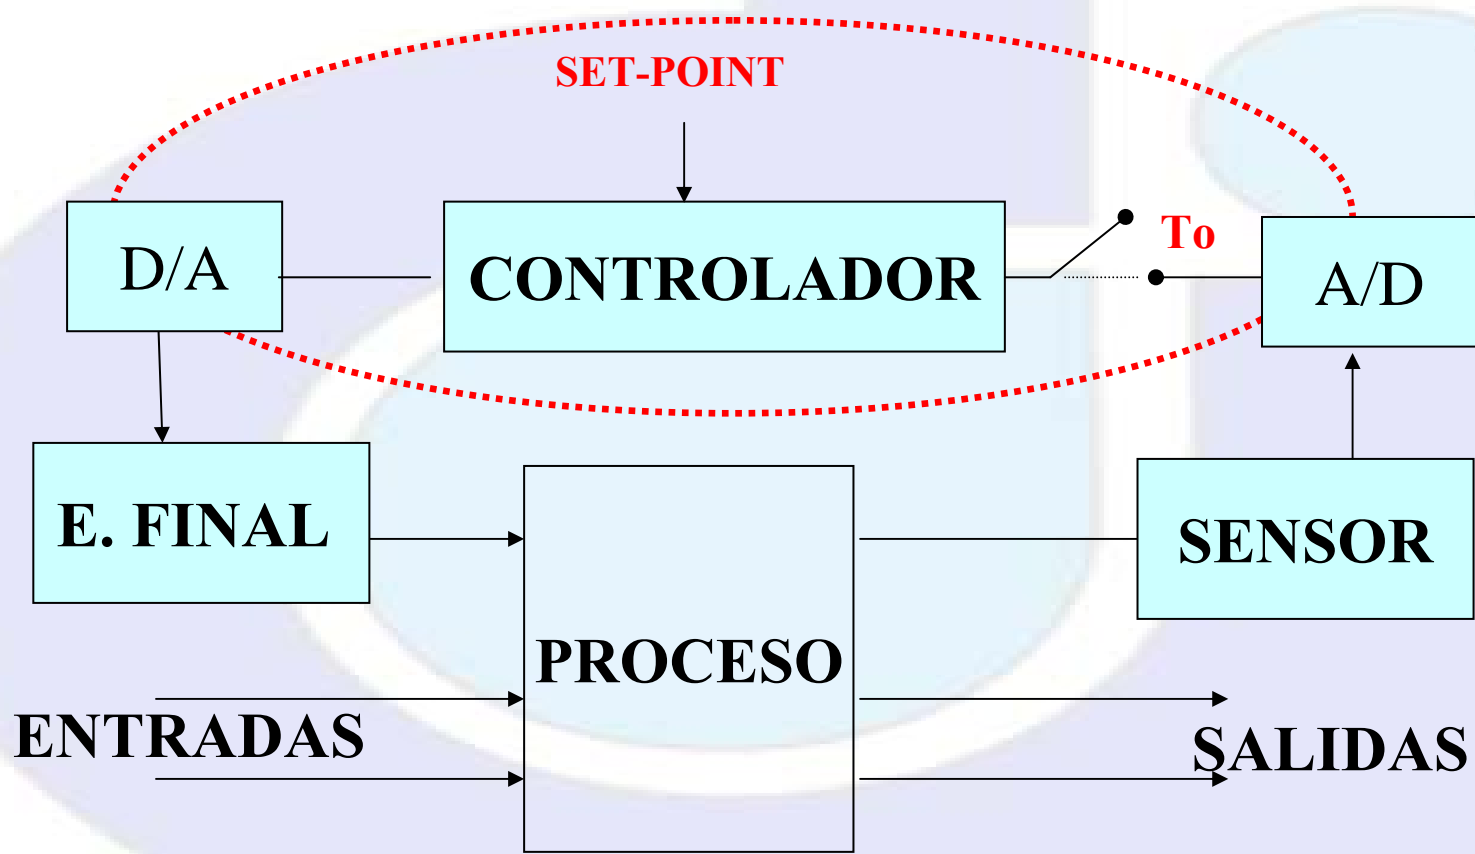 SET-POINT
D/A
CONTROLADOR
To
A/D
E. FINAL
SENSOR
PROCESO
ENTRADAS
SALIDAS